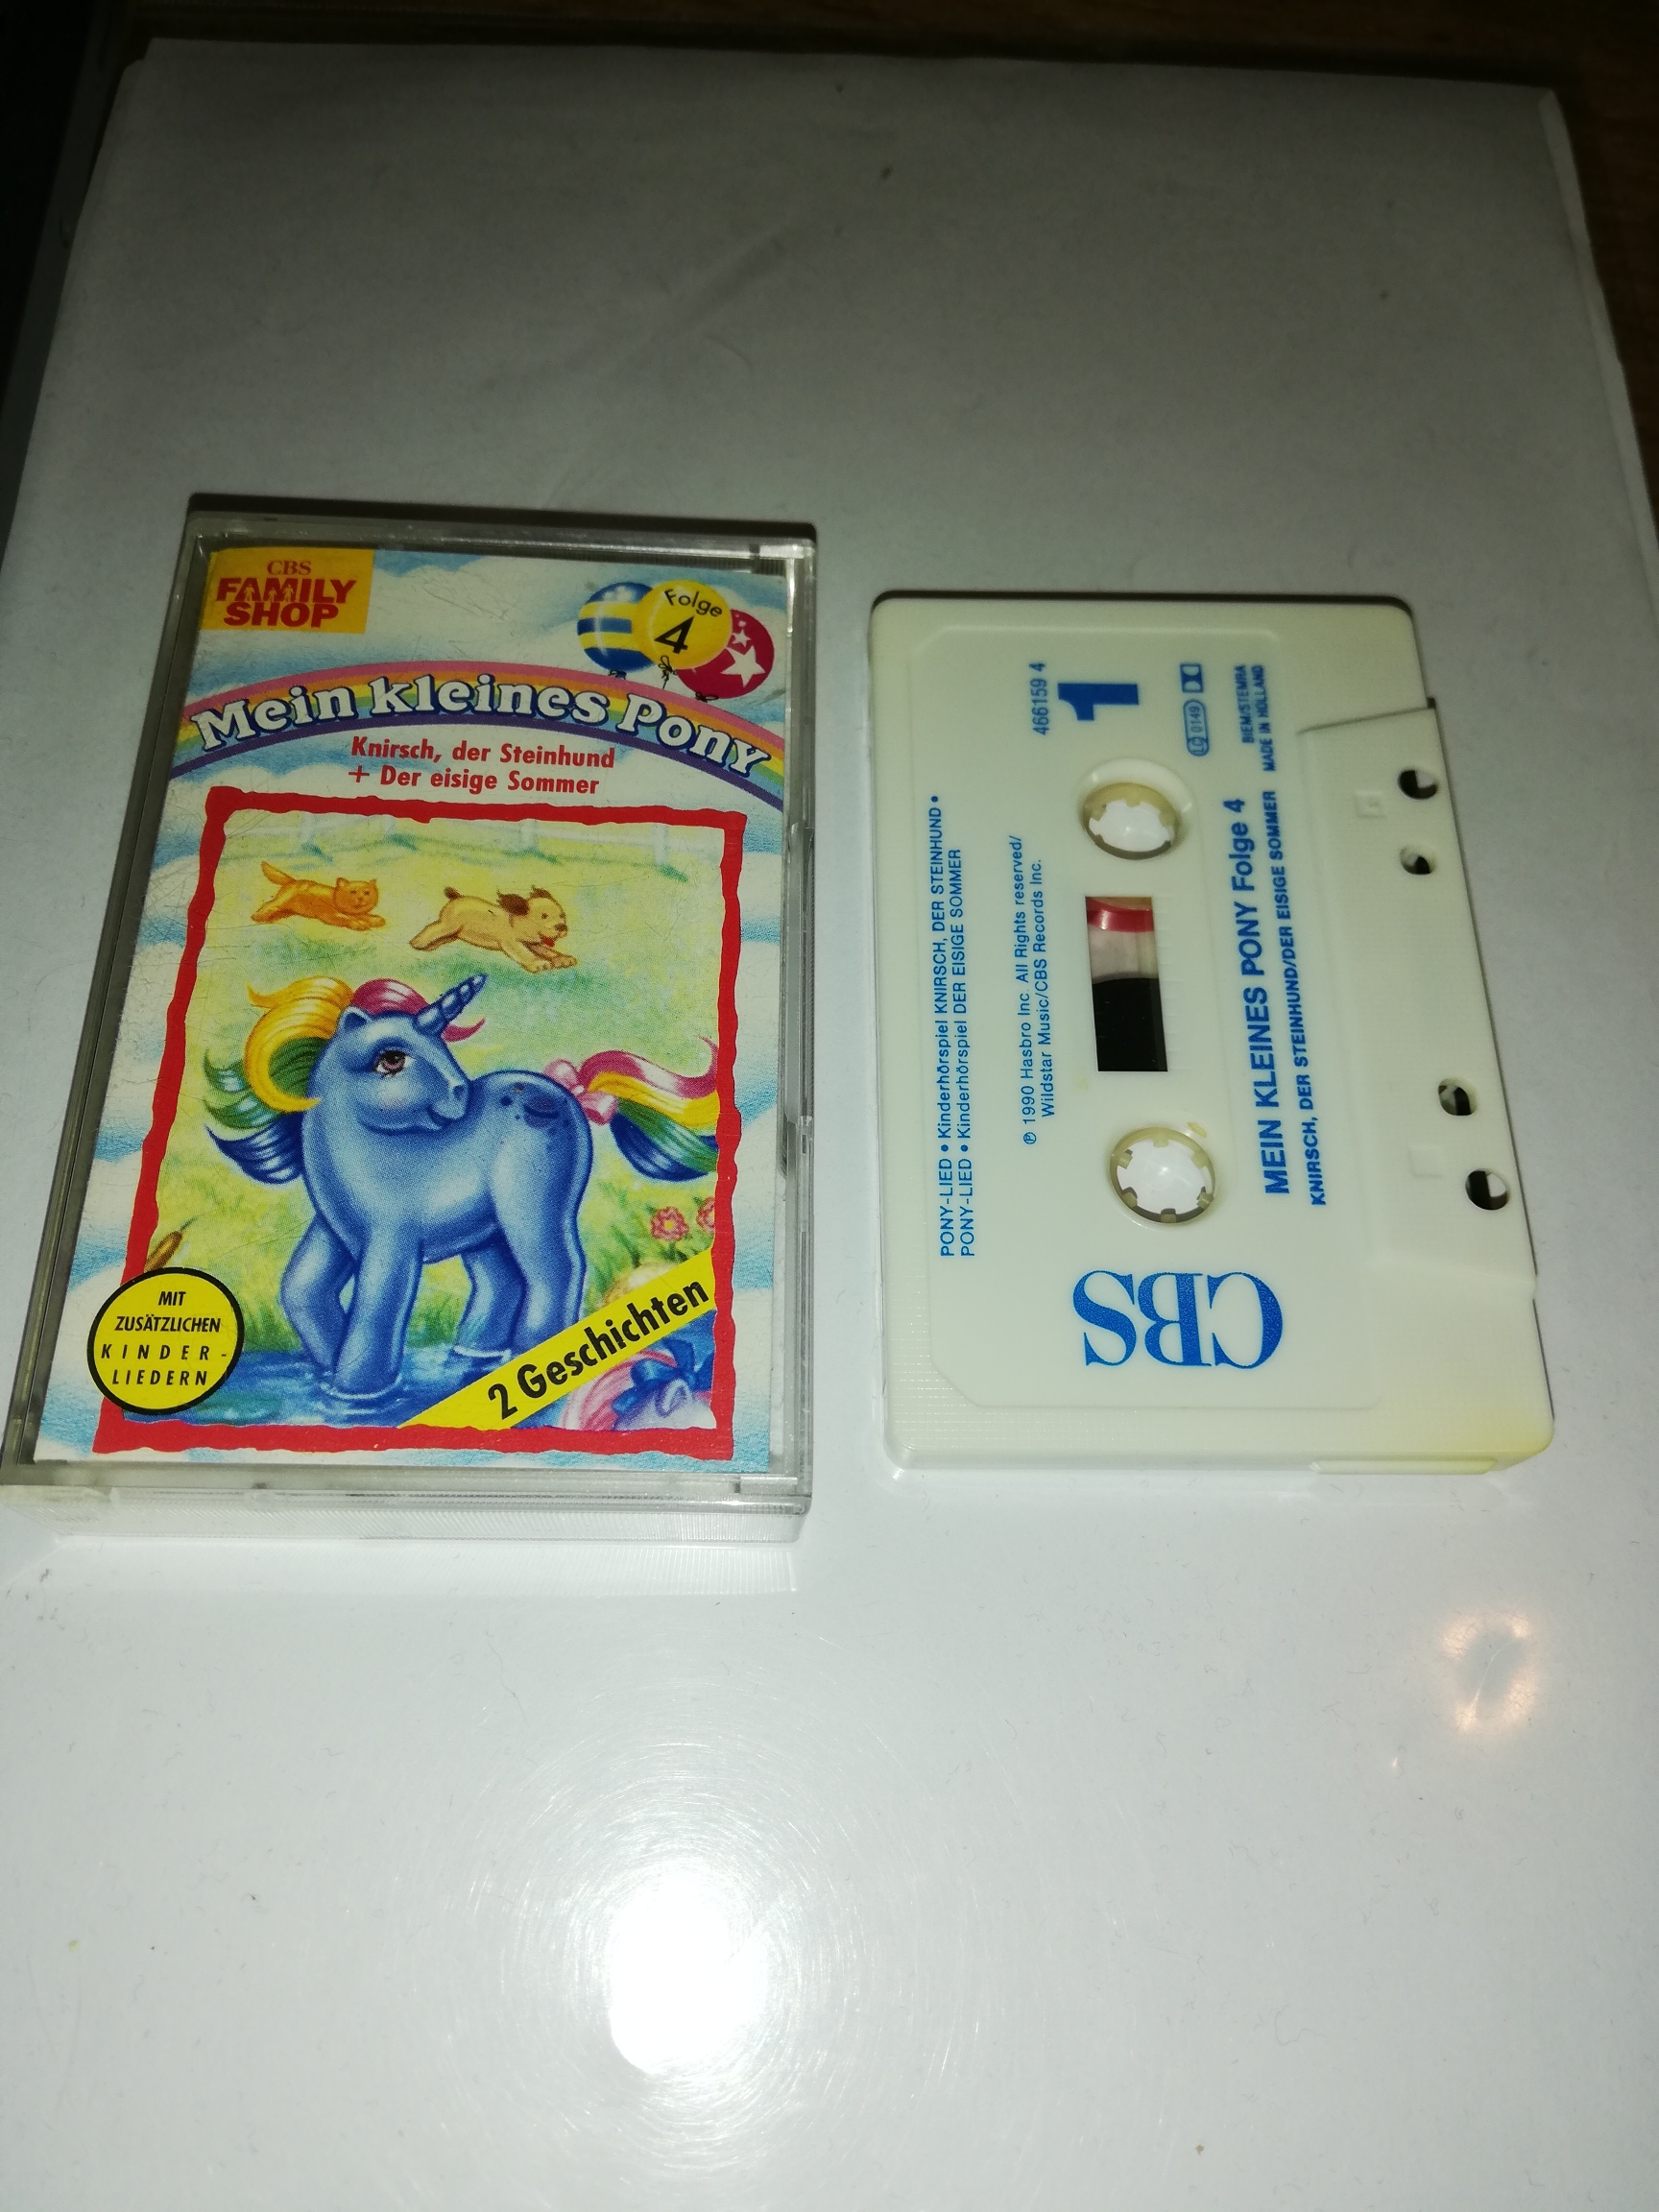 CBS
FAMILY
SHOP
Folge
4
Mein kleines Pony
Knirsch, der Steinhund
+ Der eisige Sommer
MIT
ZUSÄTZLICHEN
KINDER-
LIEDERN
2 Geschichten
PONY-LIED • Kinderhörspiel KNIRSCH, DER STEINHUND •
PONY-LIED • Kinderhörspiel DER EISIGE SOMMER
℗ 1990 Hasbro Inc. All Rights reserved/
Wildstar Music/CBS Records Inc.
466159 4
1
CBS
LC 0149
BIEM/STEMRA
MADE IN HOLLAND
MEIN KLEINES PONY Folge 4
KNIRSCH, DER STEINHUND/DER EISIGE SOMMER